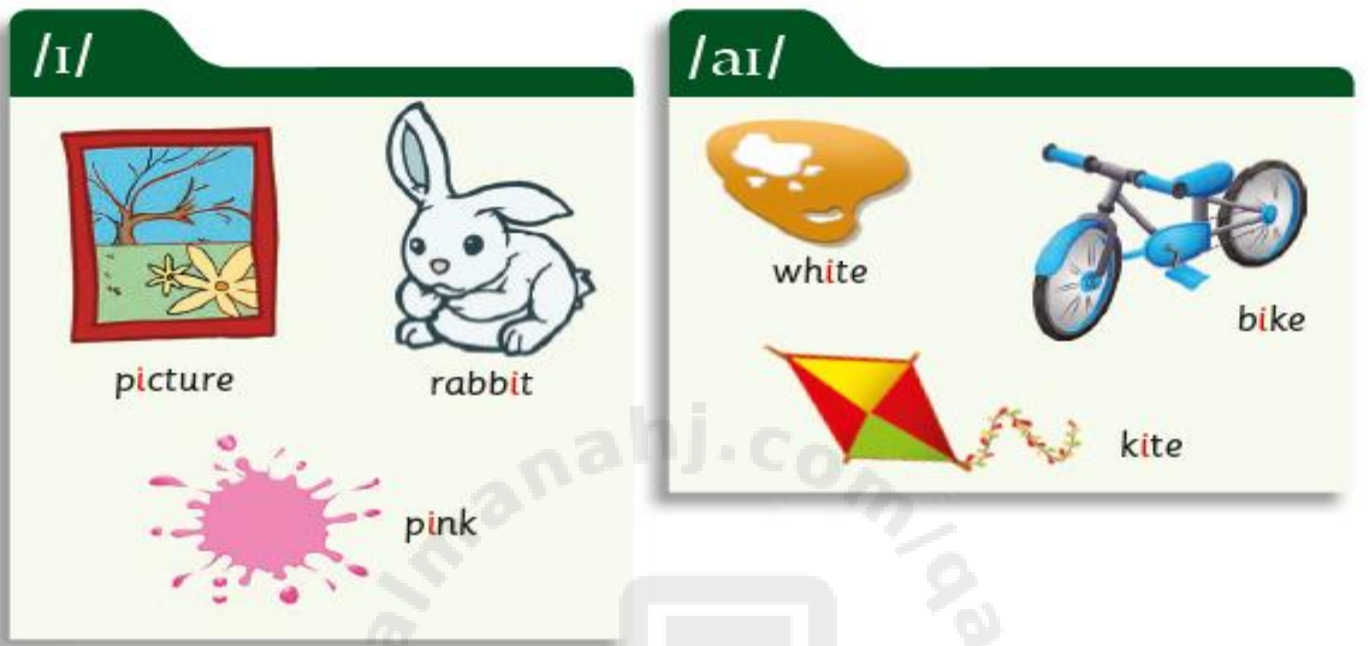 /ɪ/
picture
rabbit
pink
/aɪ/
white
bike
kite
almanahj.com/qa